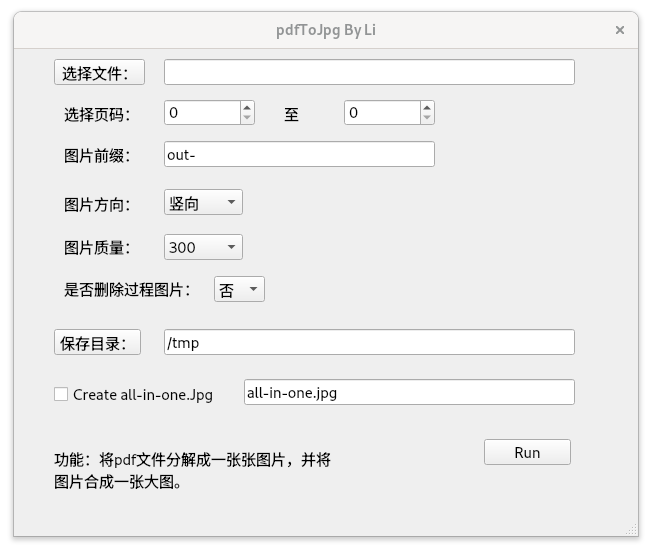 pdfToJpg By Li
选择文件：
选择页码： 0 至 0
图片前缀： out-
图片方向： 竖向
图片质量： 300
是否删除过程图片： 否
保存目录： /tmp
Create all-in-one.Jpg all-in-one.jpg
功能：将pdf文件分解成一张张图片，并将
图片合成一张大图。
Run